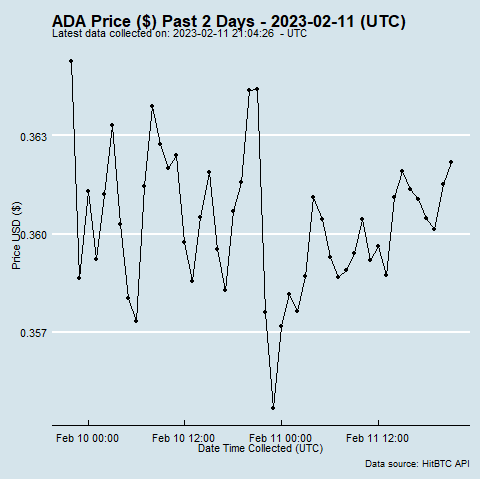 ADA Price ($) Past 2 Days - 2023-02-11 (UTC)
Latest data collected on: 2023-02-11 21:04:26  - UTC
Price USD ($)
0.363
0.360
0.357
Feb 10 00:00
Feb 10 12:00
Feb 11 00:00
Feb 11 12:00
Date Time Collected (UTC)
Data source: HitBTC API